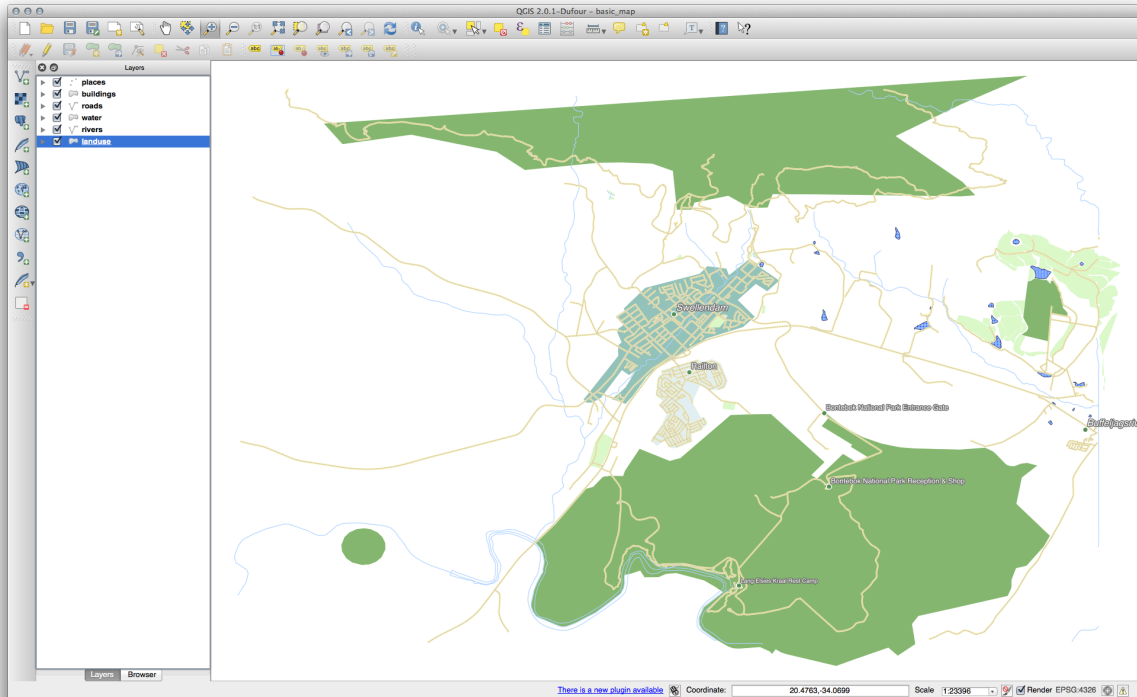 QGIS 2.0.1-Dufour - basic_map
Layers
places
buildings
roads
water
rivers
landuse
Swellendam
Railton
Bontebok National Park Entrance Gate
Buffeljagsriv
Bontebok National Park Reception & Shop
Lang Elsies Kraal Rest Camp
Layers Browser
There is a new plugin available Coordinate: 20.4763,-34.0699 Scale 1:23396 Render EPSG:4326